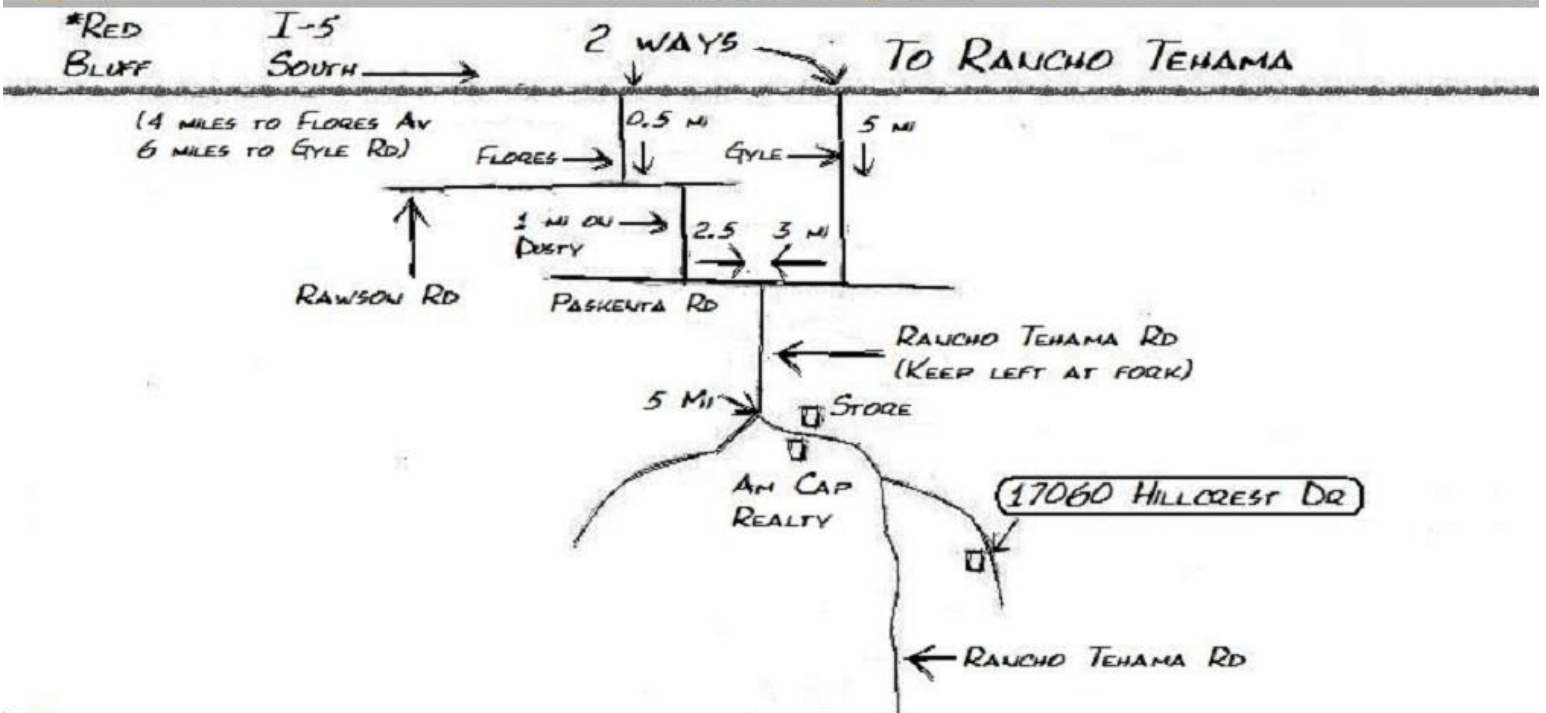 *RED BLUFF
I-5 SOUTH
2 WAYS
TO RANCHO TEHAMA
(4 MILES TO FLORES AV
6 MILES TO GYLE RD)
0.5 MI
5 MI
FLORES
GYLE
1 MI ON
DUSTY
2.5
3 MI
RAWSON RD
PASKENTA RD
RANCHO TEHAMA RD
(KEEP LEFT AT FORK)
5 MI
STORE
AM CAP
REALTY
17060 HILLCREST DR
RANCHO TEHAMA RD